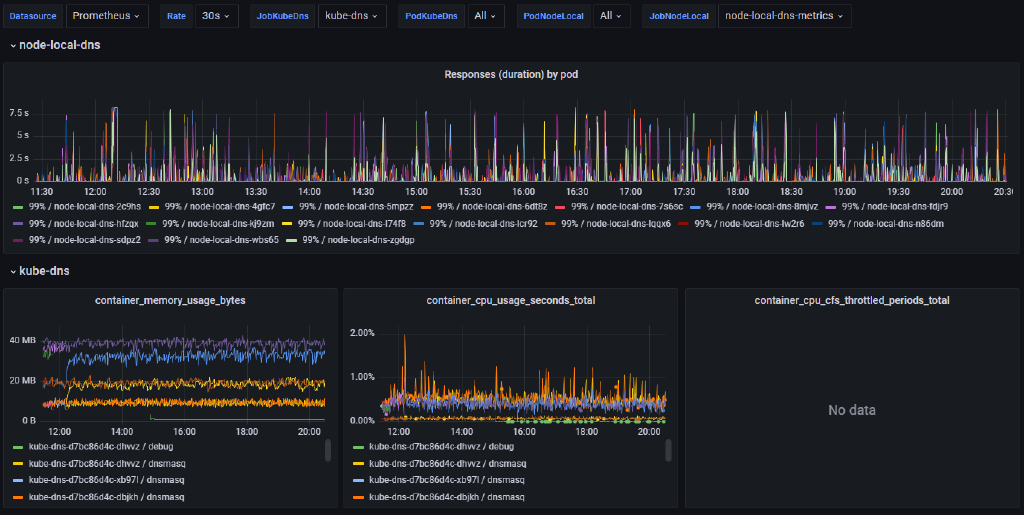 Datasource Prometheus Rate 30s JobKubeDns kube-dns PodKubeDns All PodNodeLocal All JobNodeLocal node-local-dns-metrics
node-local-dns
Responses (duration) by pod
7.5 s
5 s
2.5 s
0 s
11:30 12:00 12:30 13:00 13:30 14:00 14:30 15:00 15:30 16:00 16:30 17:00 17:30 18:00 18:30 19:00 19:30 20:00 20:30
99% / node-local-dns-2c9hs 99% / node-local-dns-4gfc7 99% / node-local-dns-5mpzz 99% / node-local-dns-6df8z 99% / node-local-dns-7s6sc 99% / node-local-dns-8mjvz 99% / node-local-dns-fdjr9
99% / node-local-dns-hfzqx 99% / node-local-dns-kj9zm 99% / node-local-dns-l74f8 99% / node-local-dns-lcr92 99% / node-local-dns-lqqx6 99% / node-local-dns-lw2r6 99% / node-local-dns-n86dm
99% / node-local-dns-sdpz2 99% / node-local-dns-wbs65 99% / node-local-dns-zgdgp
kube-dns
container_memory_usage_bytes container_cpu_usage_seconds_total container_cpu_cfs_throttled_periods_total
40 MB
20 MB
0 B
12:00 14:00 16:00 18:00 20:00
kube-dns-d7bc86d4c-dhvvz / debug
kube-dns-d7bc86d4c-dhvvz / dnsmasq
kube-dns-d7bc86d4c-xb97l / dnsmasq
kube-dns-d7bc86d4c-dbjkh / dnsmasq
2.00%
1.00%
0.00%
12:00 14:00 16:00 18:00 20:00
kube-dns-d7bc86d4c-dhvvz / debug
kube-dns-d7bc86d4c-dhvvz / dnsmasq
kube-dns-d7bc86d4c-xb97l / dnsmasq
kube-dns-d7bc86d4c-dbjkh / dnsmasq
No data